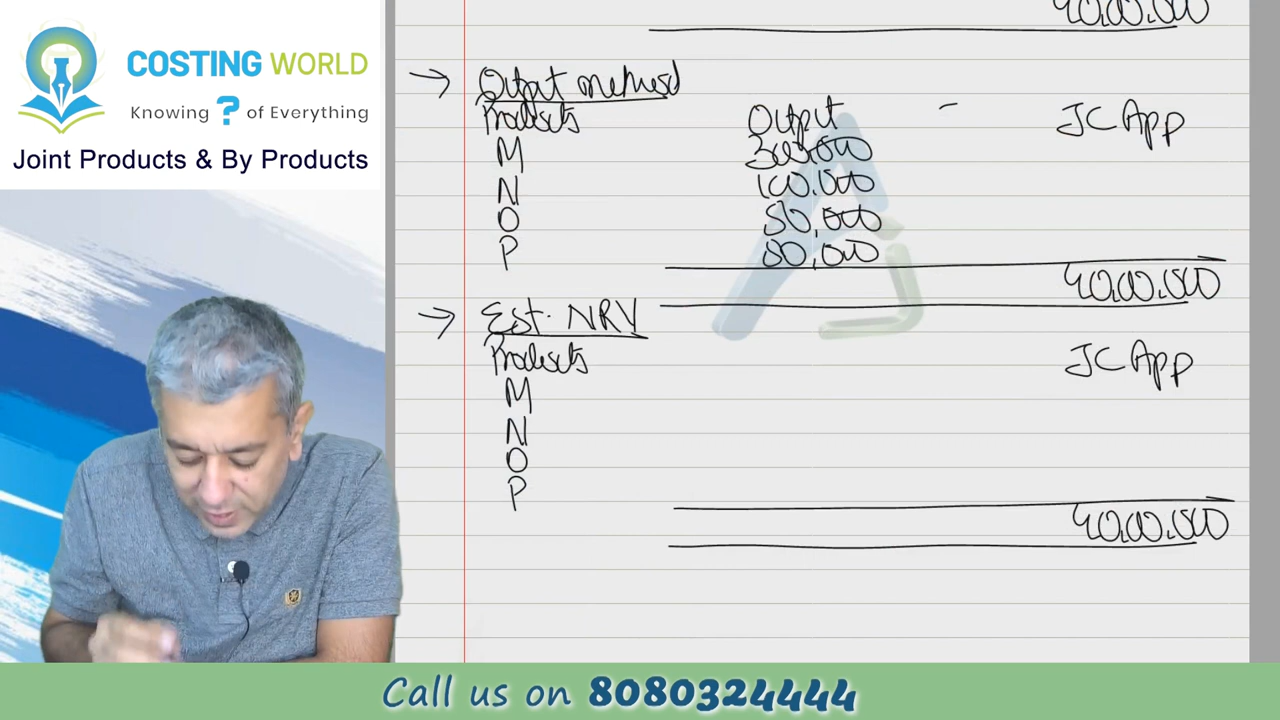 COSTING WORLD
Knowing ? of Everything
Joint Products & By Products
40,00,000
→ Output method
Products Output = JC App
M 300,000
N 100,000
O 50,000
P 80,000
40,00,000
→ Est. NRV
Products JC App
M
N
O
P
40,00,000
Call us on 8080324444